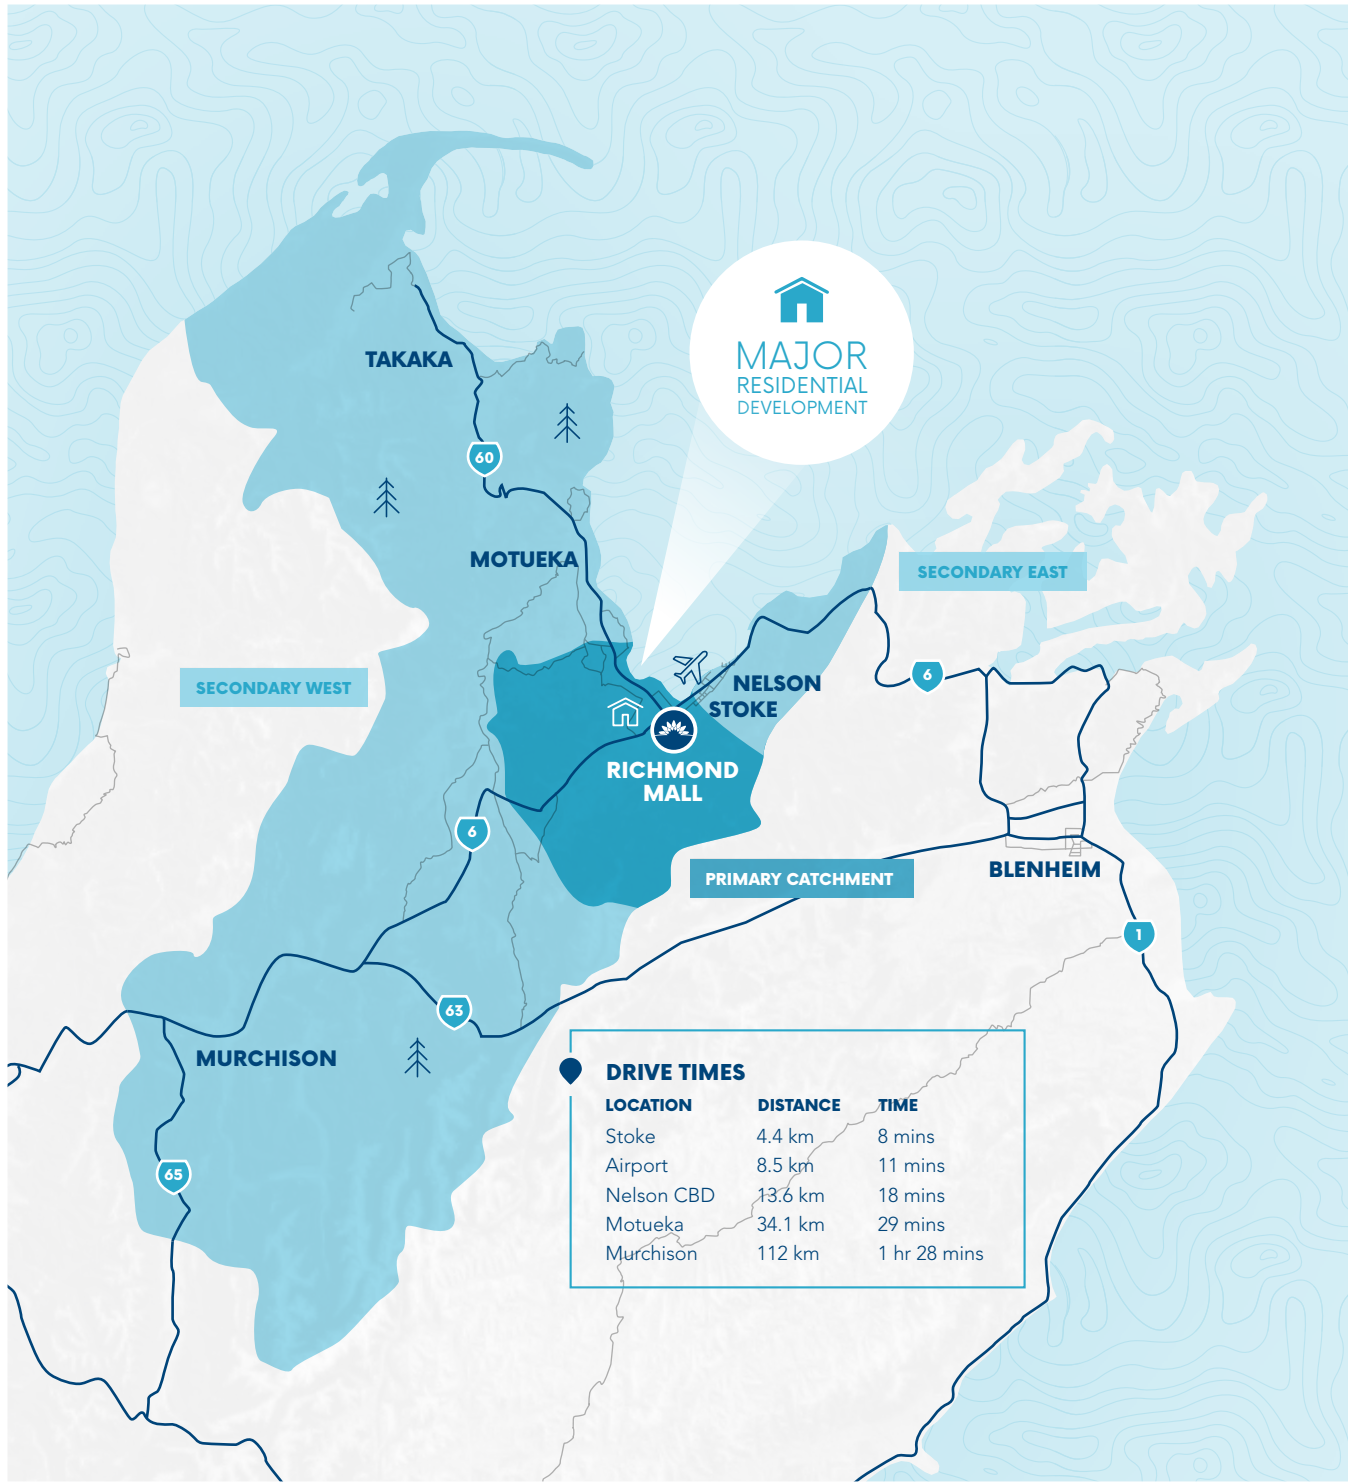 MAJOR
RESIDENTIAL
DEVELOPMENT
TAKAKA
60
MOTUEKA
SECONDARY EAST
SECONDARY WEST
6
NELSON
STOKE
RICHMOND
MALL
6
PRIMARY CATCHMENT
BLENHEIM
1
63
MURCHISON
65
DRIVE TIMES
LOCATION DISTANCE TIME
Stoke 4.4 km 8 mins
Airport 8.5 km 11 mins
Nelson CBD 13.6 km 18 mins
Motueka 34.1 km 29 mins
Murchison 112 km 1 hr 28 mins